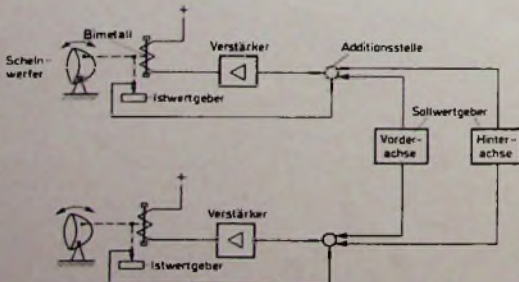 Bimetall
Verstärker
Additionsstelle
Schein-
werfer
Istwertgeber
Sollwertgeber
Vorder-
achse
Hinter-
achse
Verstärker
Istwertgeber